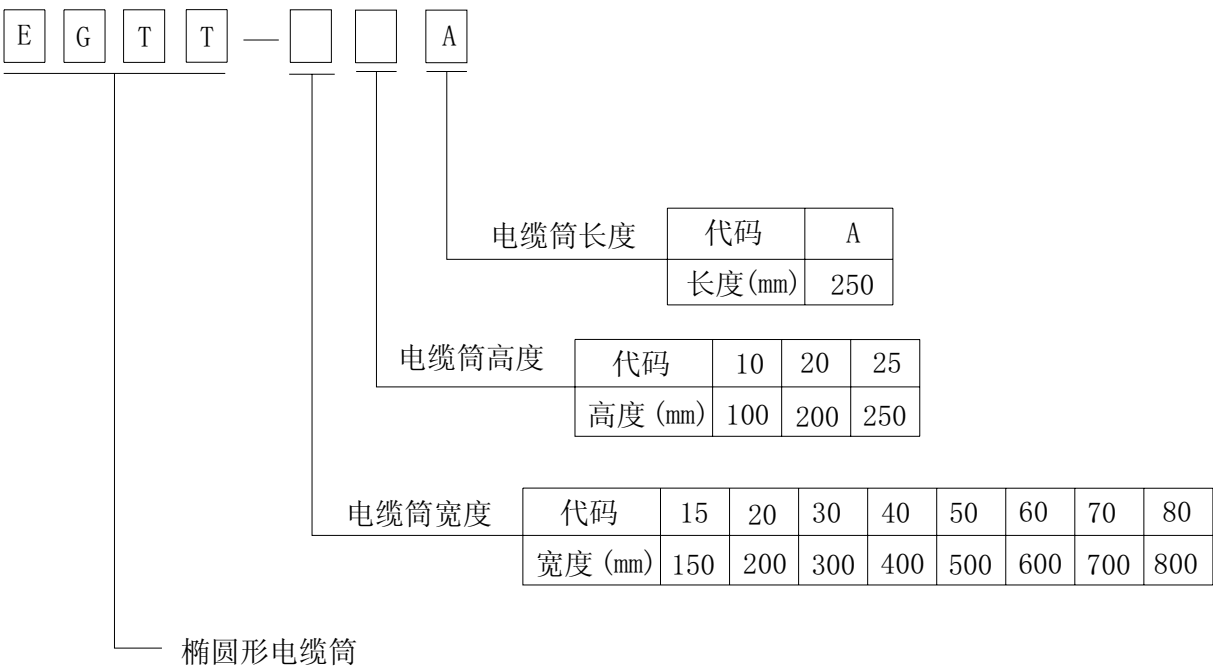 E G T T — A
电缆筒长度 代码 A
长度(mm) 250
电缆筒高度 代码 10 20 25
高度(mm) 100 200 250
电缆筒宽度 代码 15 20 30 40 50 60 70 80
宽度(mm) 150 200 300 400 500 600 700 800
椭圆形电缆筒